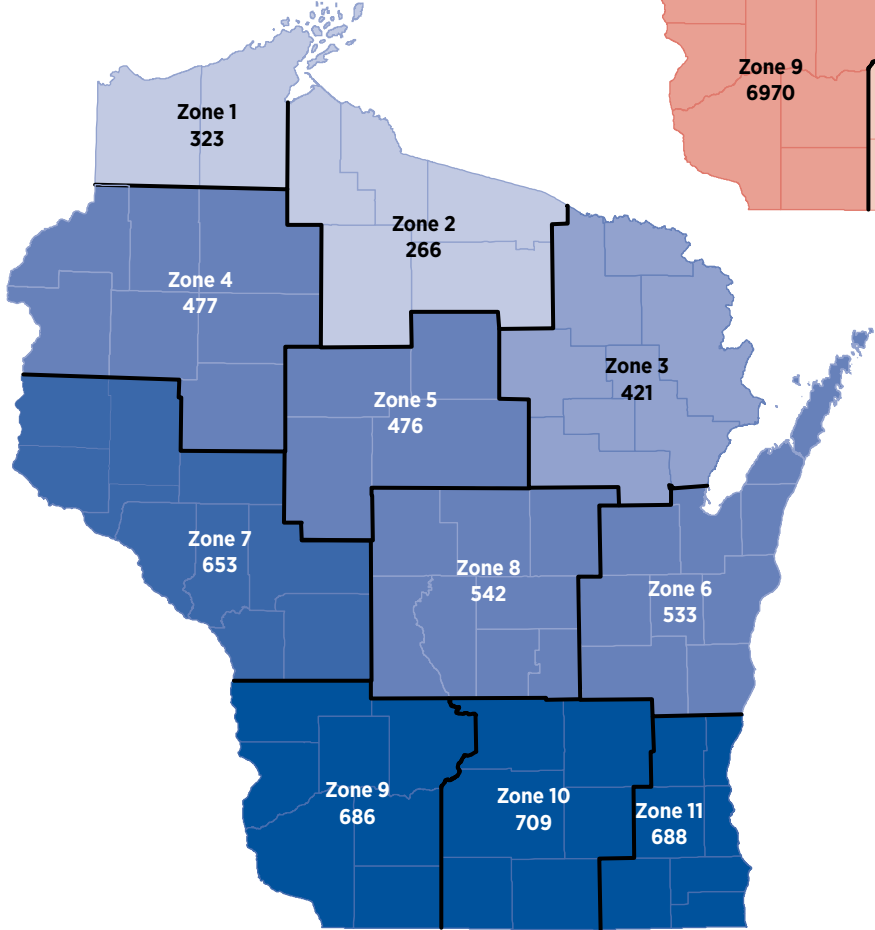 Zone 9
6970
Zone 1
323
Zone 2
266
Zone 4
477
Zone 3
421
Zone 5
476
Zone 7
653
Zone 8
542
Zone 6
533
Zone 9
686
Zone 10
709
Zone 11
688